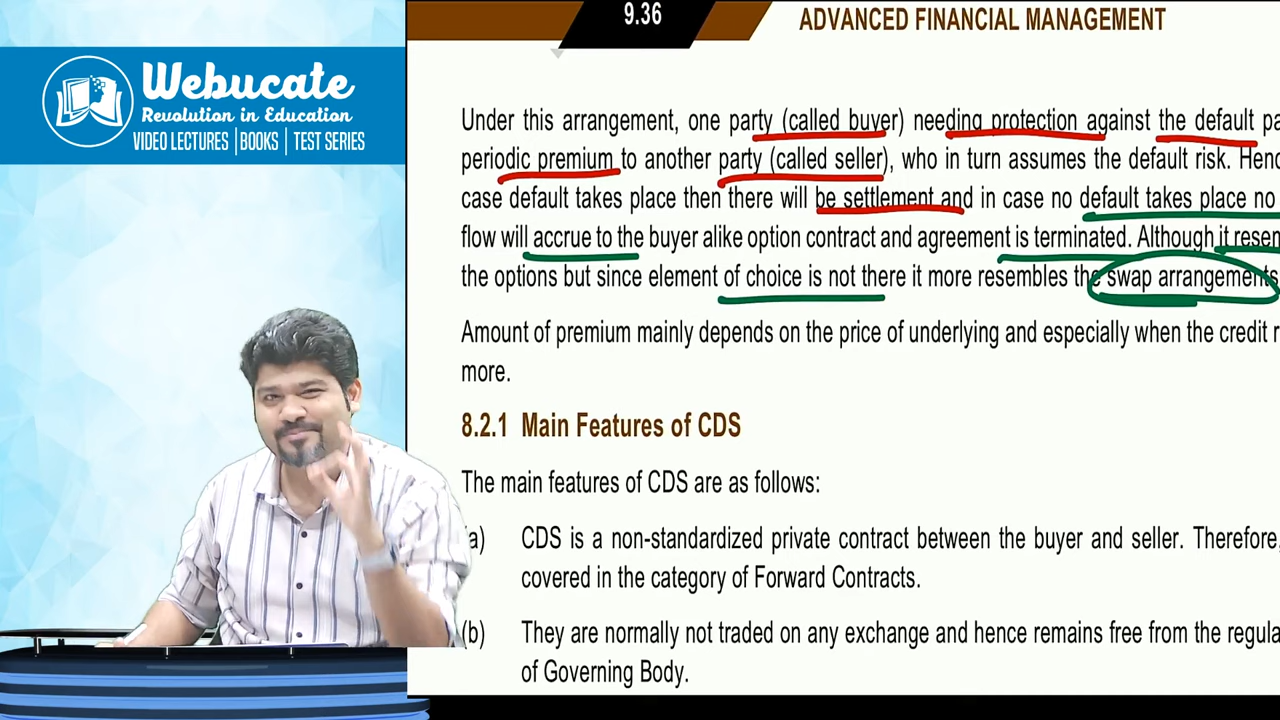 Webucate
Revolution in Education
VIDEO LECTURES | BOOKS | TEST SERIES
9.36
ADVANCED FINANCIAL MANAGEMENT
Under this arrangement, one party (called buyer) needing protection against the default
periodic premium to another party (called seller), who in turn assumes the default risk.
case default takes place then there will be settlement and in case no default takes place no
flow will accrue to the buyer alike option contract and agreement is terminated. Although it
the options but since element of choice is not there it more resembles the swap arrangements
Amount of premium mainly depends on the price of underlying and especially when the credit
more.
8.2.1 Main Features of CDS
The main features of CDS are as follows:
(a) CDS is a non-standardized private contract between the buyer and seller. Therefore,
covered in the category of Forward Contracts.
(b) They are normally not traded on any exchange and hence remains free from the
of Governing Body.